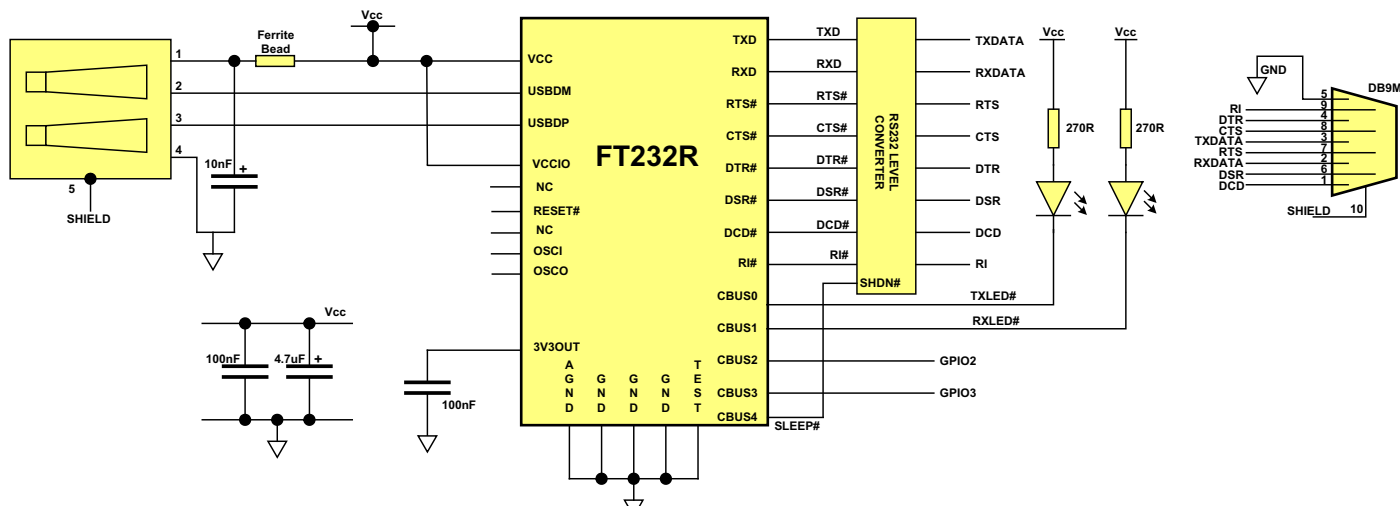 Vcc
Ferrite
Bead
1
2
3
4
5
SHIELD
10nF
+
Vcc
100nF
4.7uF
+
100nF
FT232R
VCC
USBDM
USBDP
VCCIO
NC
RESET#
NC
OSCI
OSCO
3V3OUT
AGND
GND
GND
GND
TEST
TXD
RXD
RTS#
CTS#
DTR#
DSR#
DCD#
RI#
CBUS0
CBUS1
CBUS2
CBUS3
CBUS4
TXD
RXD
RTS#
CTS#
DTR#
DSR#
DCD#
RI#
SLEEP#
RS232 LEVEL
CONVERTER
SHDN#
TXDATA
RXDATA
RTS
CTS
DTR
DSR
DCD
RI
TXLED#
RXLED#
GPIO2
GPIO3
Vcc
Vcc
270R
270R
DB9M
GND
5
RI 9
DTR 4
CTS 8
TXDATA 3
RTS 7
RXDATA 2
DSR 6
DCD 1
SHIELD 10